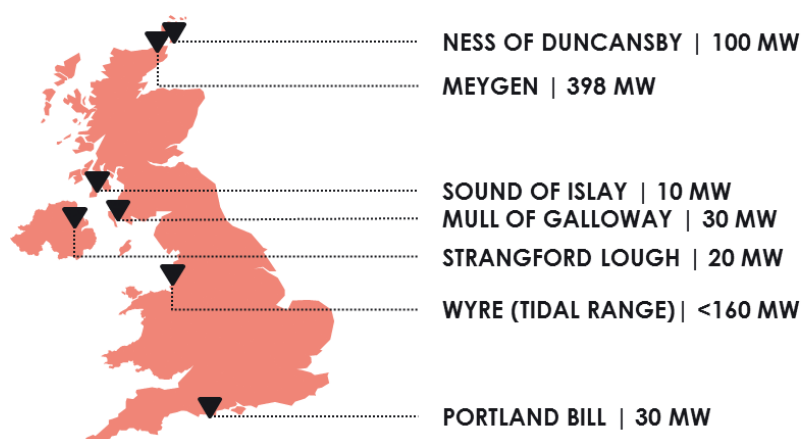 NESS OF DUNCANSBY | 100 MW
MEYGEN | 398 MW
SOUND OF ISLAY | 10 MW
MULL OF GALLOWAY | 30 MW
STRANGFORD LOUGH | 20 MW
WYRE (TIDAL RANGE)| <160 MW
PORTLAND BILL | 30 MW